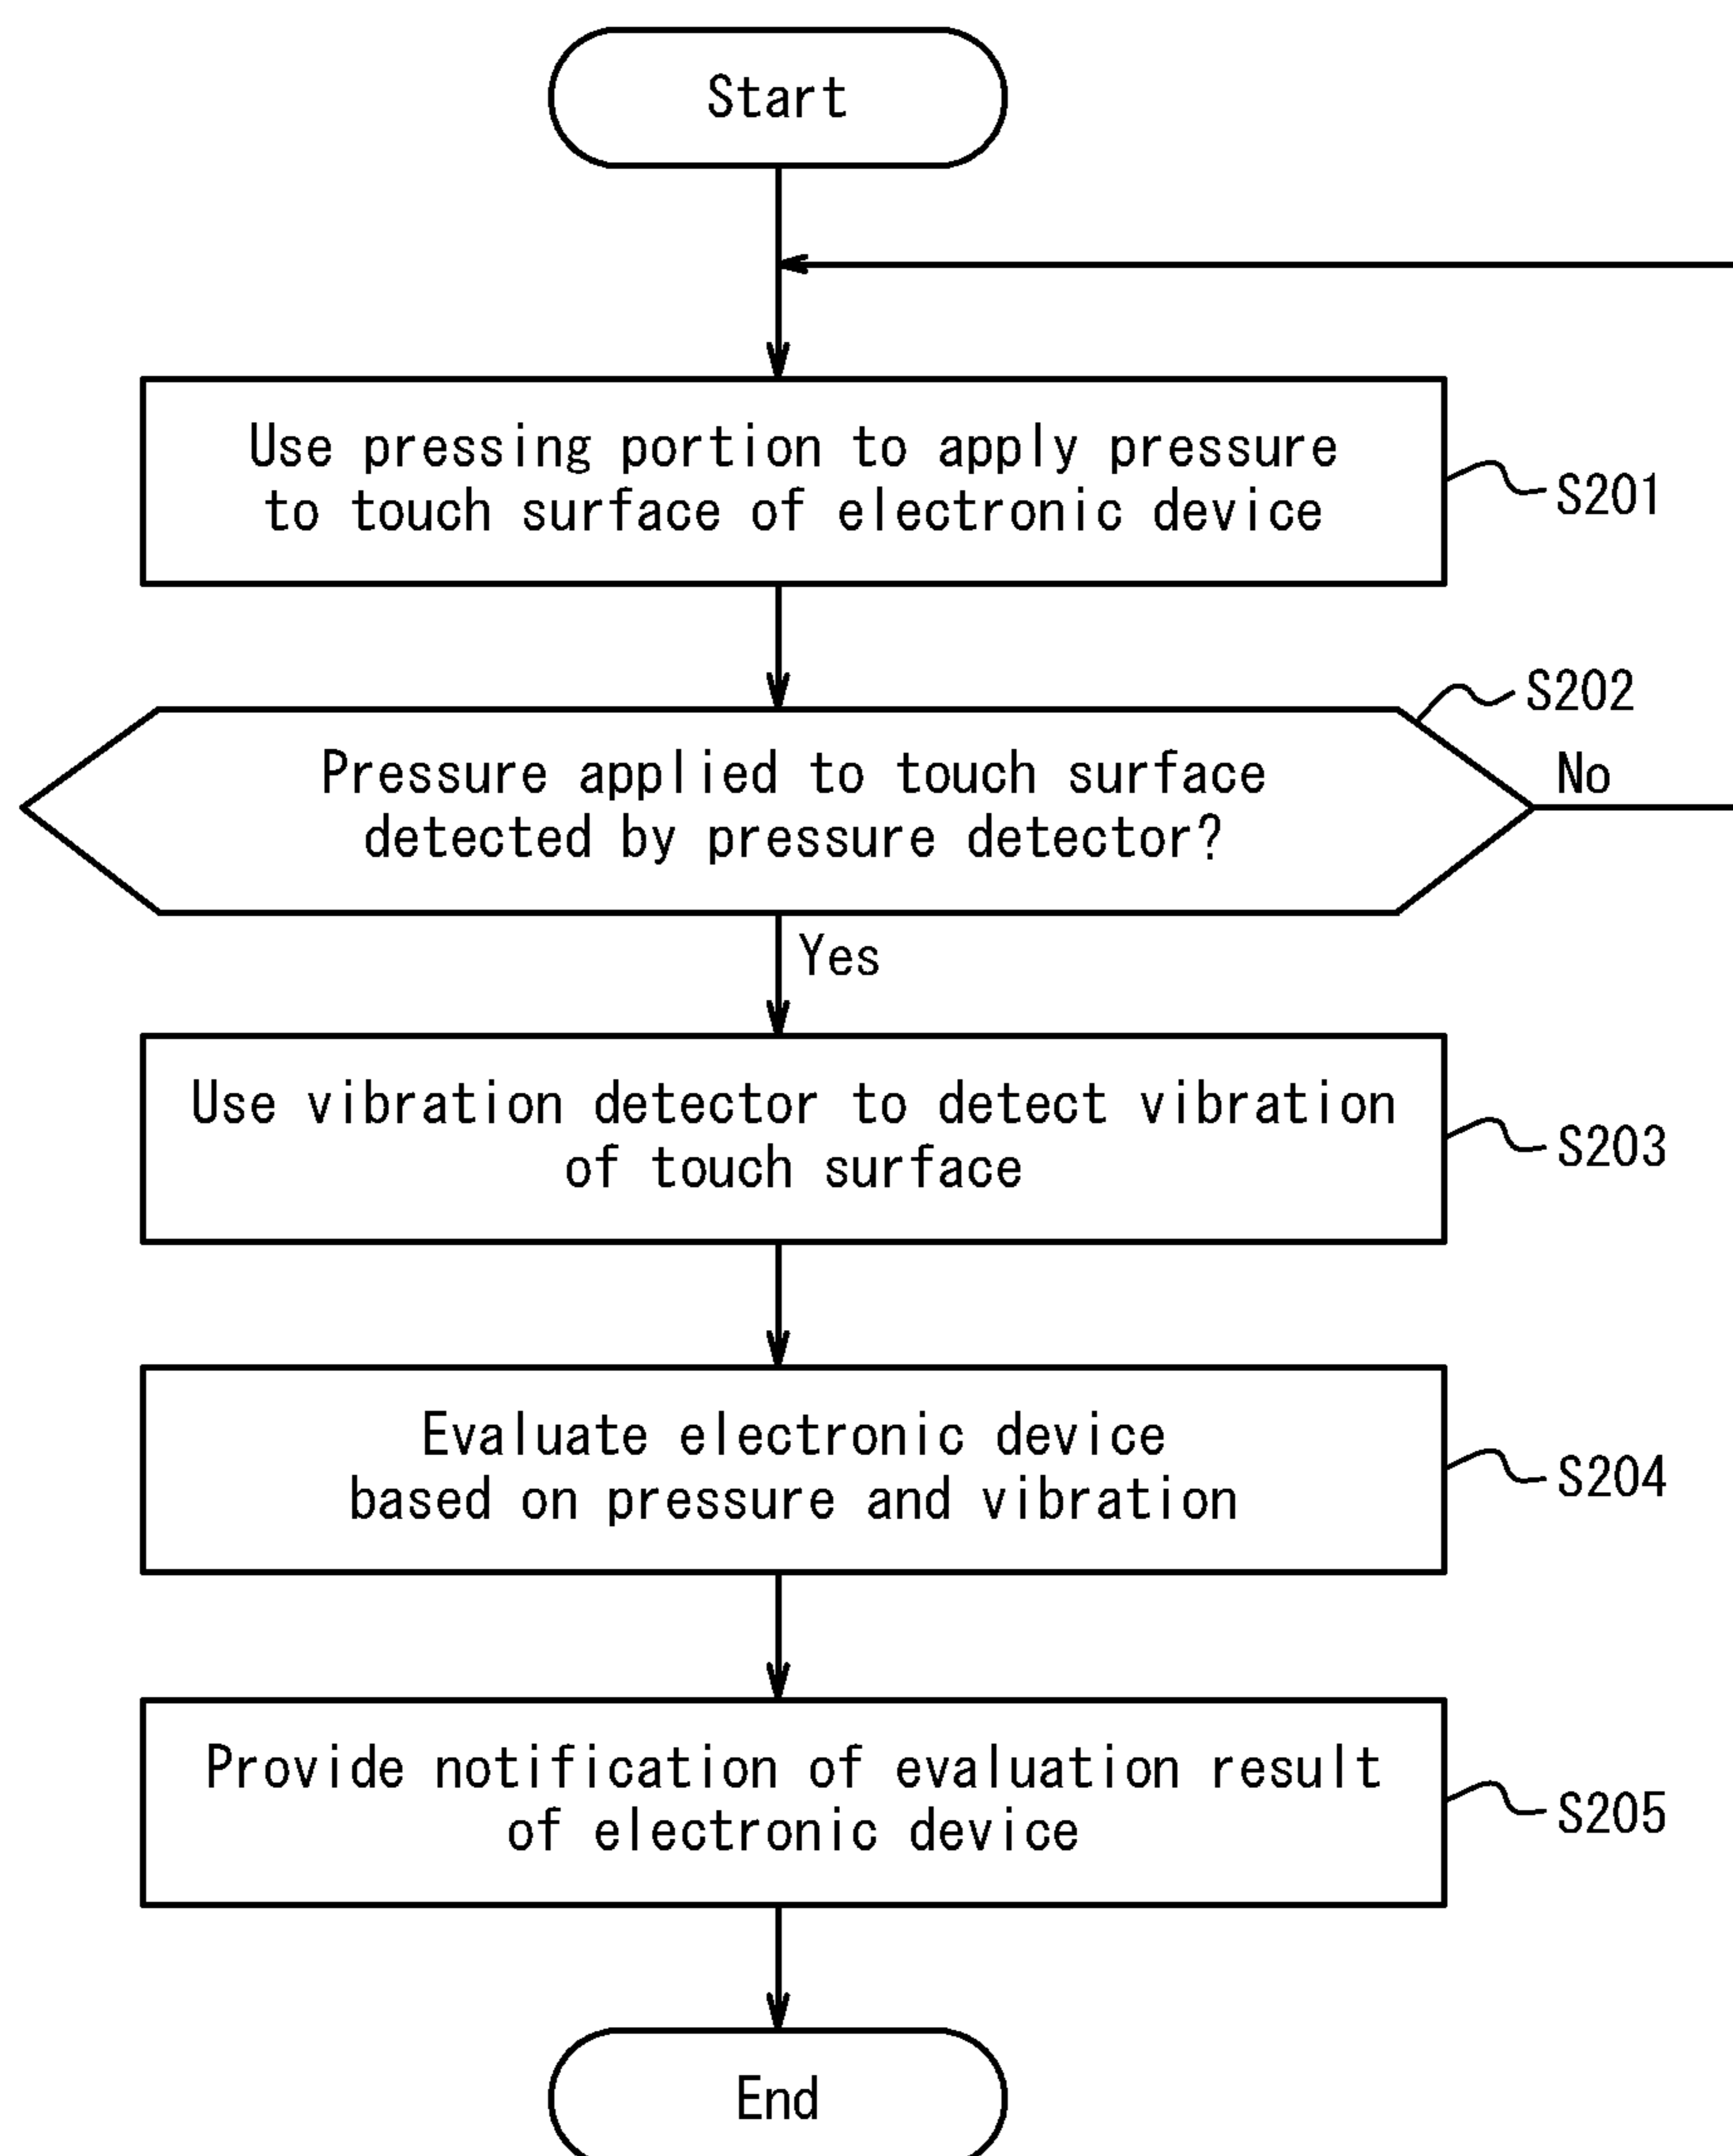 Start
Use pressing portion to apply pressure
to touch surface of electronic device
S201
S202
Pressure applied to touch surface
detected by pressure detector?
No
Yes
Use vibration detector to detect vibration
of touch surface
S203
Evaluate electronic device
based on pressure and vibration
S204
Provide notification of evaluation result
of electronic device
S205
End